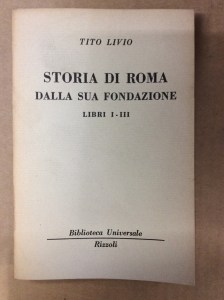 TITO LIVIO
STORIA DI ROMA
DALLA SUA FONDAZIONE
LIBRI I-III
Biblioteca Universale
Rizzoli